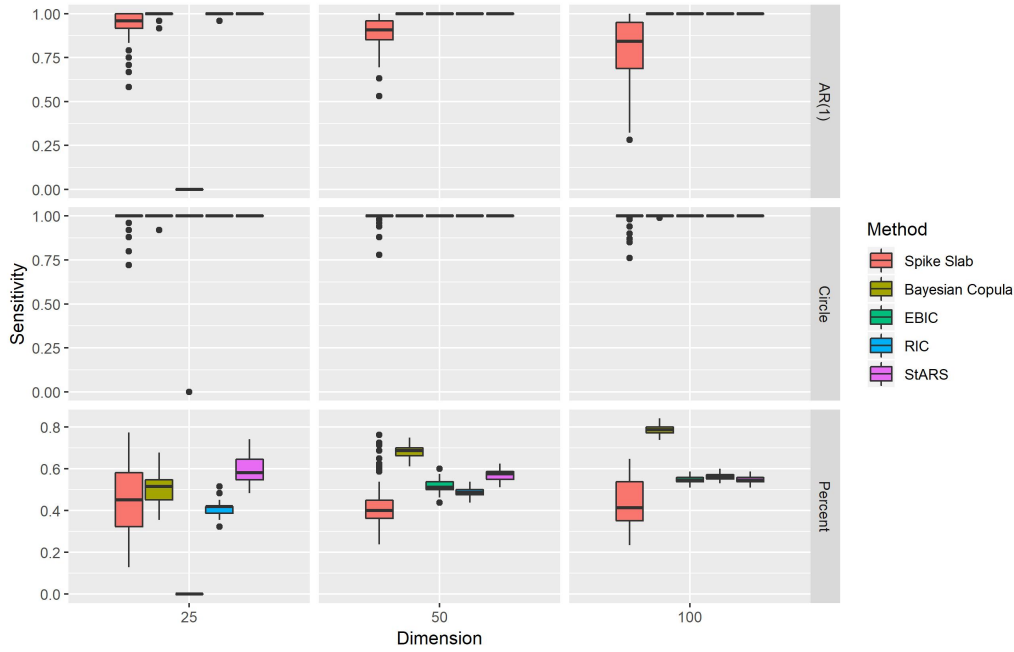 1.00
0.75
0.50
0.25
0.00
AR(1)
1.00
0.75
0.50
0.25
0.00
Circle
0.8
0.6
0.4
0.2
0.0
Percent
Sensitivity
25
50
100
Dimension
Method
Spike Slab
Bayesian Copula
EBIC
RIC
StARS